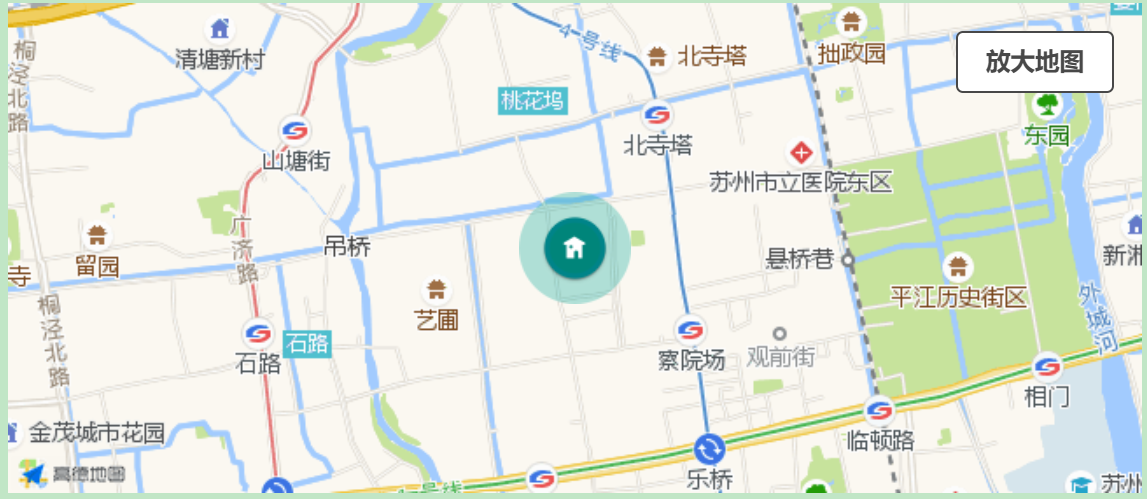 4号线
清塘新村
北寺塔
拙政园
放大地图
桐泾北路
桃花坞
北寺塔
东园
山塘街
苏州市立医院东区
广济路
吊桥
留园
寺
悬桥巷
新湘
平江历史街区
艺圃
外城河
桐泾北路
石路
石路
察院场
观前街
相门
金茂城市花园
临顿路
高德地图
乐桥
1号线
苏州